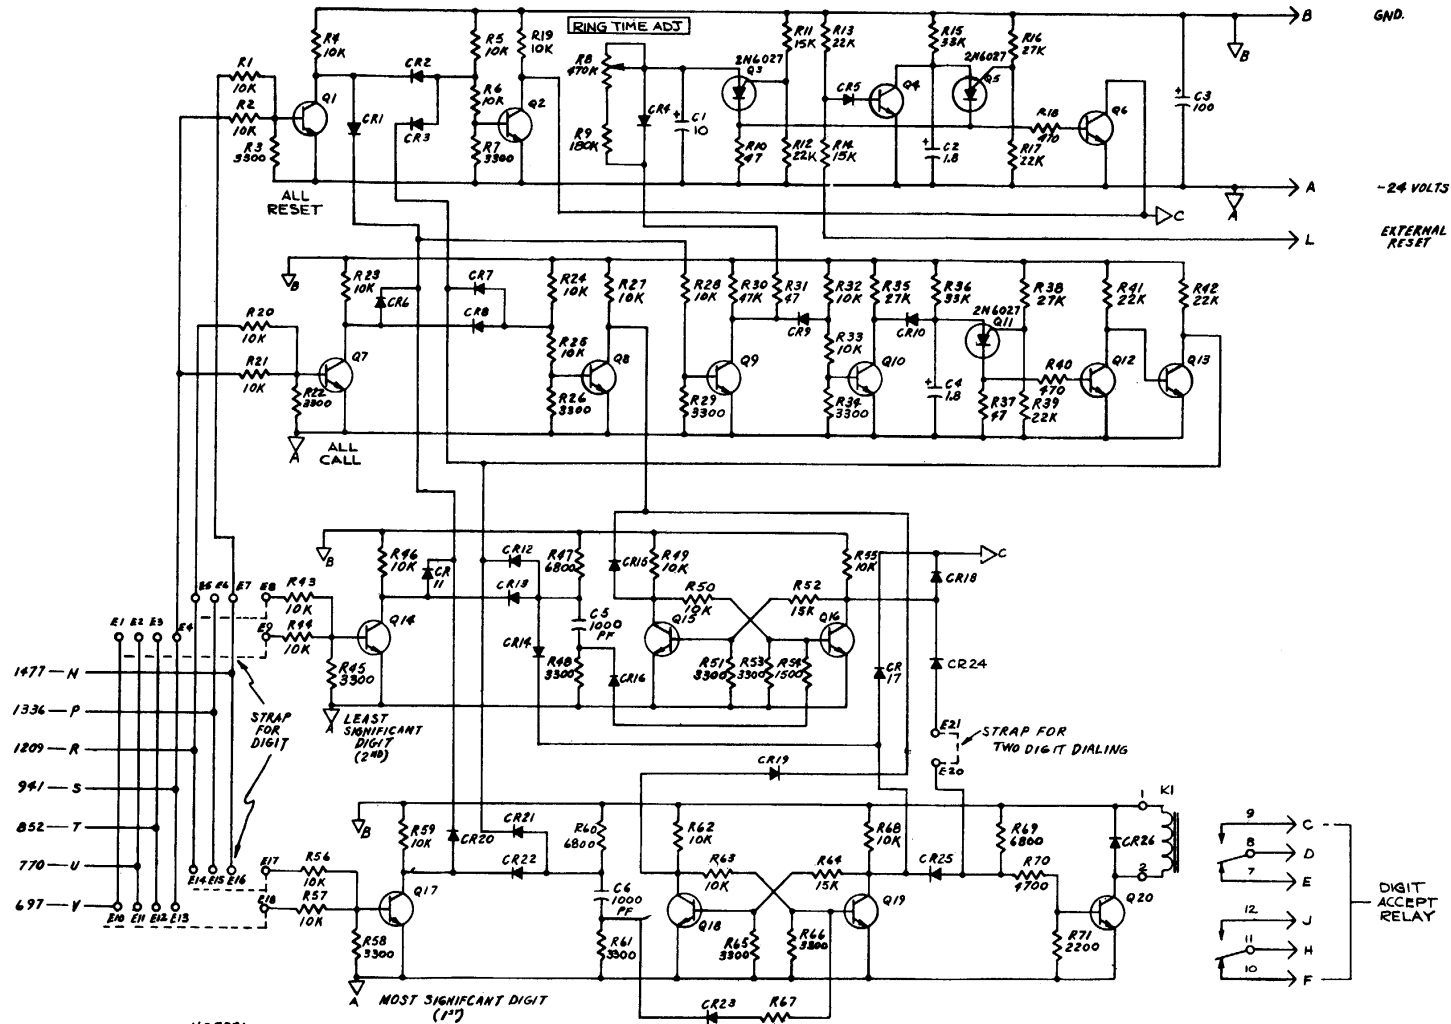 B GND.
RING TIME ADJ
R4 10K
R5 10K
R19 10K
R8 470K
R11 15K
R13 22K
R15 33K
R16 27K
R1 10K
R2 10K
R3 3300
Q1
CR2
CR1
CR3
R6 10K
R7 3300
Q2
R9 180K
CR4
C1 10
2N6027 Q3
R10 47
R12 22K
CR5
R14 15K
Q4
C2 1.8
2N6027 Q5
R18 470
R17 22K
Q6
C3 100
B
ALL RESET
A -24 VOLTS
A
C
L EXTERNAL RESET
B
R23 10K
CR6
CR7
CR8
R24 10K
R27 10K
R28 10K
R30 47K
R31 47
R32 10K
R35 27K
R36 33K
R38 27K
R41 22K
R42 22K
R20 10K
R21 10K
R22 3300
Q7
R25 10K
R26 3300
Q8
R29 3300
Q9
CR9
R33 10K
R34 3300
Q10
CR10
C4 1.8
2N6027 Q11
R37 47
R39 22K
R40 470
Q12
Q13
A
ALL CALL
B
R46 10K
CR 11
CR12
CR13
R47 6800
CR15
R49 10K
R50 10K
R52 15K
R55 10K
C
CR18
E5 E6 E7 E8
R43 10K
R44 10K
E9
E1 E2 E3 E4
R45 3300
Q14
CR14
C5 1000 PF
R48 3300
CR16
Q15
R51 3300
R53 3300
R54 1500
Q16
CR 17
CR24
1477 — N
1336 — P
1209 — R
941 — S
852 — T
770 — U
697 — V
STRAP FOR DIGIT
A
LEAST SIGNIFICANT DIGIT (2ND)
E21
STRAP FOR TWO DIGIT DIALING
E20
CR19
B
R59 10K
CR20
CR21
CR22
R60 6800
R62 10K
R63 10K
R64 15K
R68 10K
CR25
R69 6800
R70 4700
1 K1
CR26
2
E14 E15 E16
E17
R56 10K
R57 10K
E18
E10 E11 E12 E13
R58 3300
Q17
C6 1000 PF
R61 3300
Q18
R65 3300
R66 3300
Q19
R71 2200
Q20
9 C
8 D
7 E
12 J
11 H
10 F
DIGIT ACCEPT RELAY
A
MOST SIGNIFCANT DIGIT (1ST)
CR23
R67